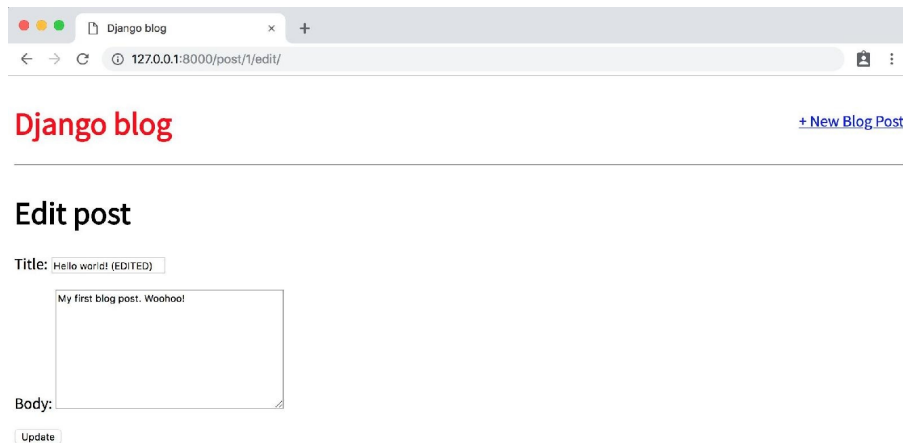 Django blog
127.0.0.1:8000/post/1/edit/
Django blog
+ New Blog Post
Edit post
Title: Hello world! (EDITED)
My first blog post. Woohoo!
Body:
Update